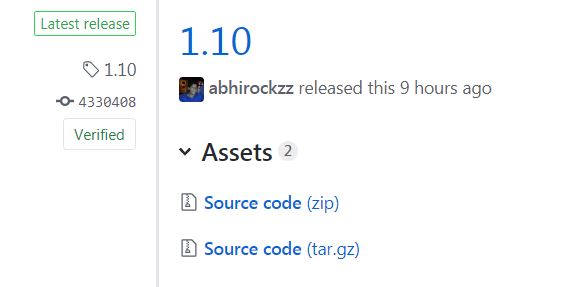 Latest release
1.10
4330408
Verified
1.10
abhirockzz released this 9 hours ago
Assets 2
Source code (zip)
Source code (tar.gz)